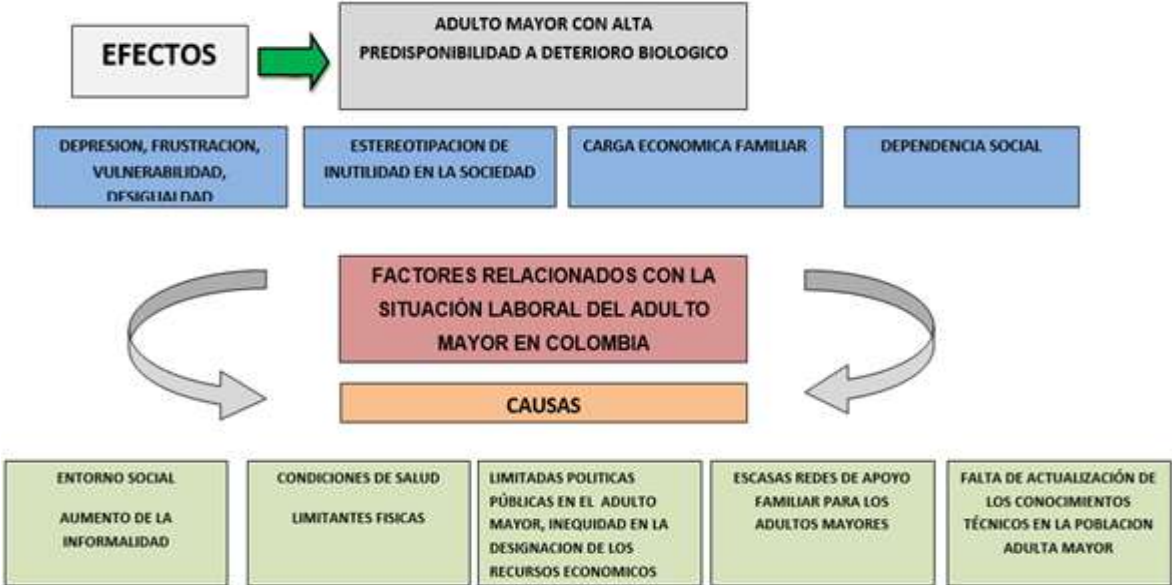 EFECTOS
ADULTO MAYOR CON ALTA
PREDISPONIBILIDAD A DETERIORO BIOLOGICO
DEPRESION, FRUSTRACION,
VULNERABILIDAD,
DESIGUALDAD
ESTEREOTIPACION DE
INUTILIDAD EN LA SOCIEDAD
CARGA ECONOMICA FAMILIAR
DEPENDENCIA SOCIAL
FACTORES RELACIONADOS CON LA
SITUACIÓN LABORAL DEL ADULTO
MAYOR EN COLOMBIA
CAUSAS
ENTORNO SOCIAL
AUMENTO DE LA
INFORMALIDAD
CONDICIONES DE SALUD
LIMITANTES FISICAS
LIMITADAS POLITICAS
PÚBLICAS EN EL ADULTO
MAYOR, INEQUIDAD EN LA
DESIGNACION DE LOS
RECURSOS ECONOMICOS
ESCASAS REDES DE APOYO
FAMILIAR PARA LOS
ADULTOS MAYORES
FALTA DE ACTUALIZACIÓN DE
LOS CONOCIMIENTOS
TÉCNICOS EN LA POBLACION
ADULTA MAYOR